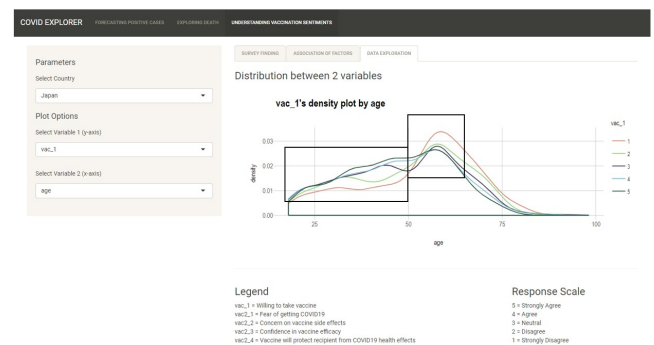 COVID EXPLORER FORECASTING POSITIVE CASES EXPLORING DEATH UNDERSTANDING VACCINATION SENTIMENTS
Parameters
Select Country
Japan
Plot Options
Select Variable 1 (y-axis)
vac_1
Select Variable 2 (x-axis)
age
SURVEY FINDING ASSOCIATION OF FACTORS DATA EXPLORATION
Distribution between 2 variables
vac_1's density plot by age
density
0.03
0.02
0.01
0.00
25 50 75 100
age
vac_1
1
2
3
4
5
Legend
vac_1 = Willing to take vaccine
vac2_1 = Fear of getting COVID19
vac2_2 = Concern on vaccine side effects
vac2_3 = Confidence in vaccine efficacy
vac2_4 = Vaccine will protect recipient from COVID19 health effects
Response Scale
5 = Strongly Agree
4 = Agree
3 = Neutral
2 = Disagree
1 = Strongly Disagree